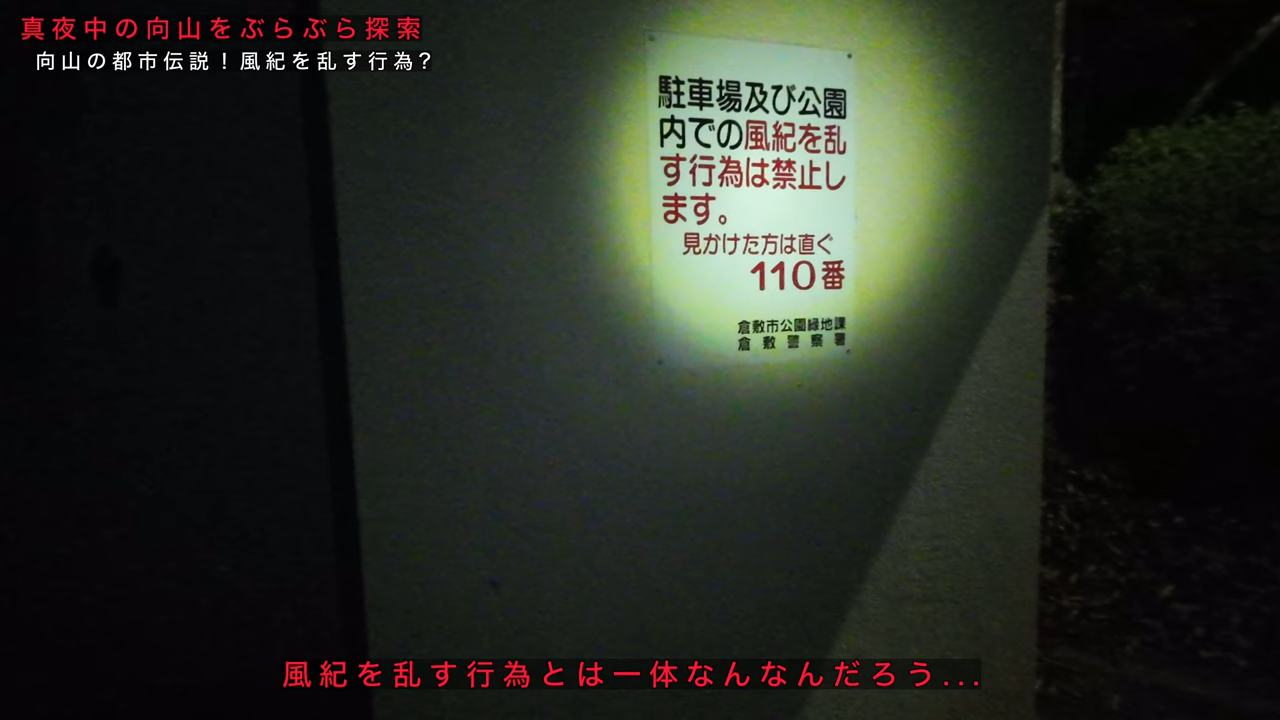 真夜中の向山をぶらぶら探索
向山の都市伝説！風紀を乱す行為？
駐車場及び公園
内での風紀を乱
す行為は禁止し
ます。
見かけた方は直ぐ
110番
倉敷市公園緑地課
倉敷警察署
風紀を乱す行為とは一体なんなんだろう...